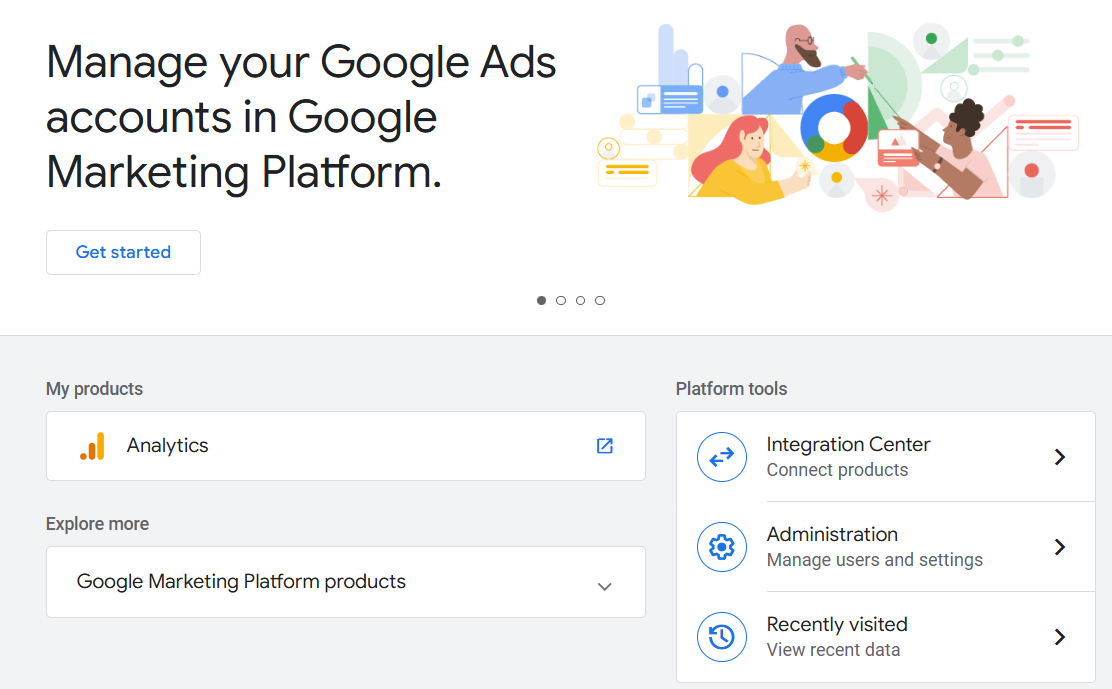 Manage your Google Ads
accounts in Google
Marketing Platform.
Get started
My products
Analytics
Explore more
Google Marketing Platform products
Platform tools
Integration Center
Connect products
Administration
Manage users and settings
Recently visited
View recent data